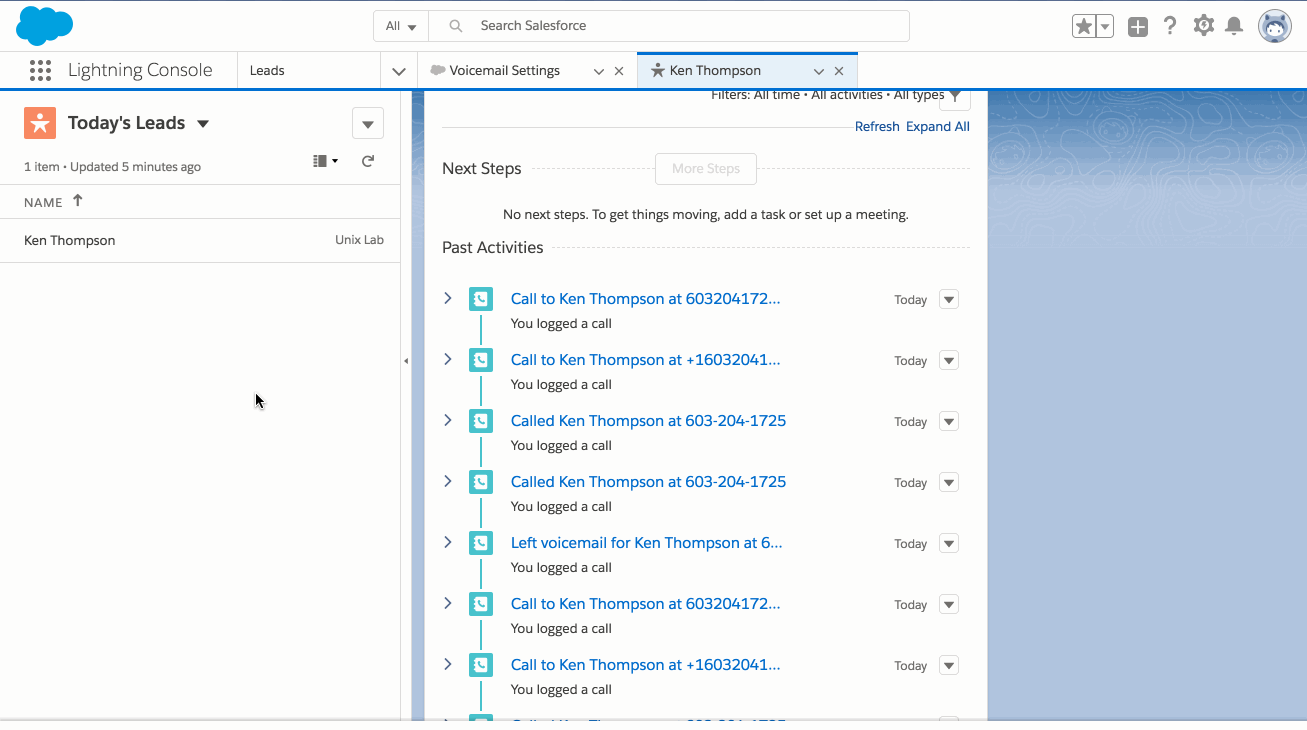 All
Search Salesforce
Lightning Console
Leads
Voicemail Settings
Ken Thompson
Today's Leads
1 item • Updated 5 minutes ago
NAME
Ken Thompson
Unix Lab
Filters: All time • All activities • All types
Refresh Expand All
Next Steps
More Steps
No next steps. To get things moving, add a task or set up a meeting.
Past Activities
Call to Ken Thompson at 603204172...
Today
You logged a call
Call to Ken Thompson at +16032041...
Today
You logged a call
Called Ken Thompson at 603-204-1725
Today
You logged a call
Called Ken Thompson at 603-204-1725
Today
You logged a call
Left voicemail for Ken Thompson at 6...
Today
You logged a call
Call to Ken Thompson at 603204172...
Today
You logged a call
Call to Ken Thompson at +16032041...
Today
You logged a call